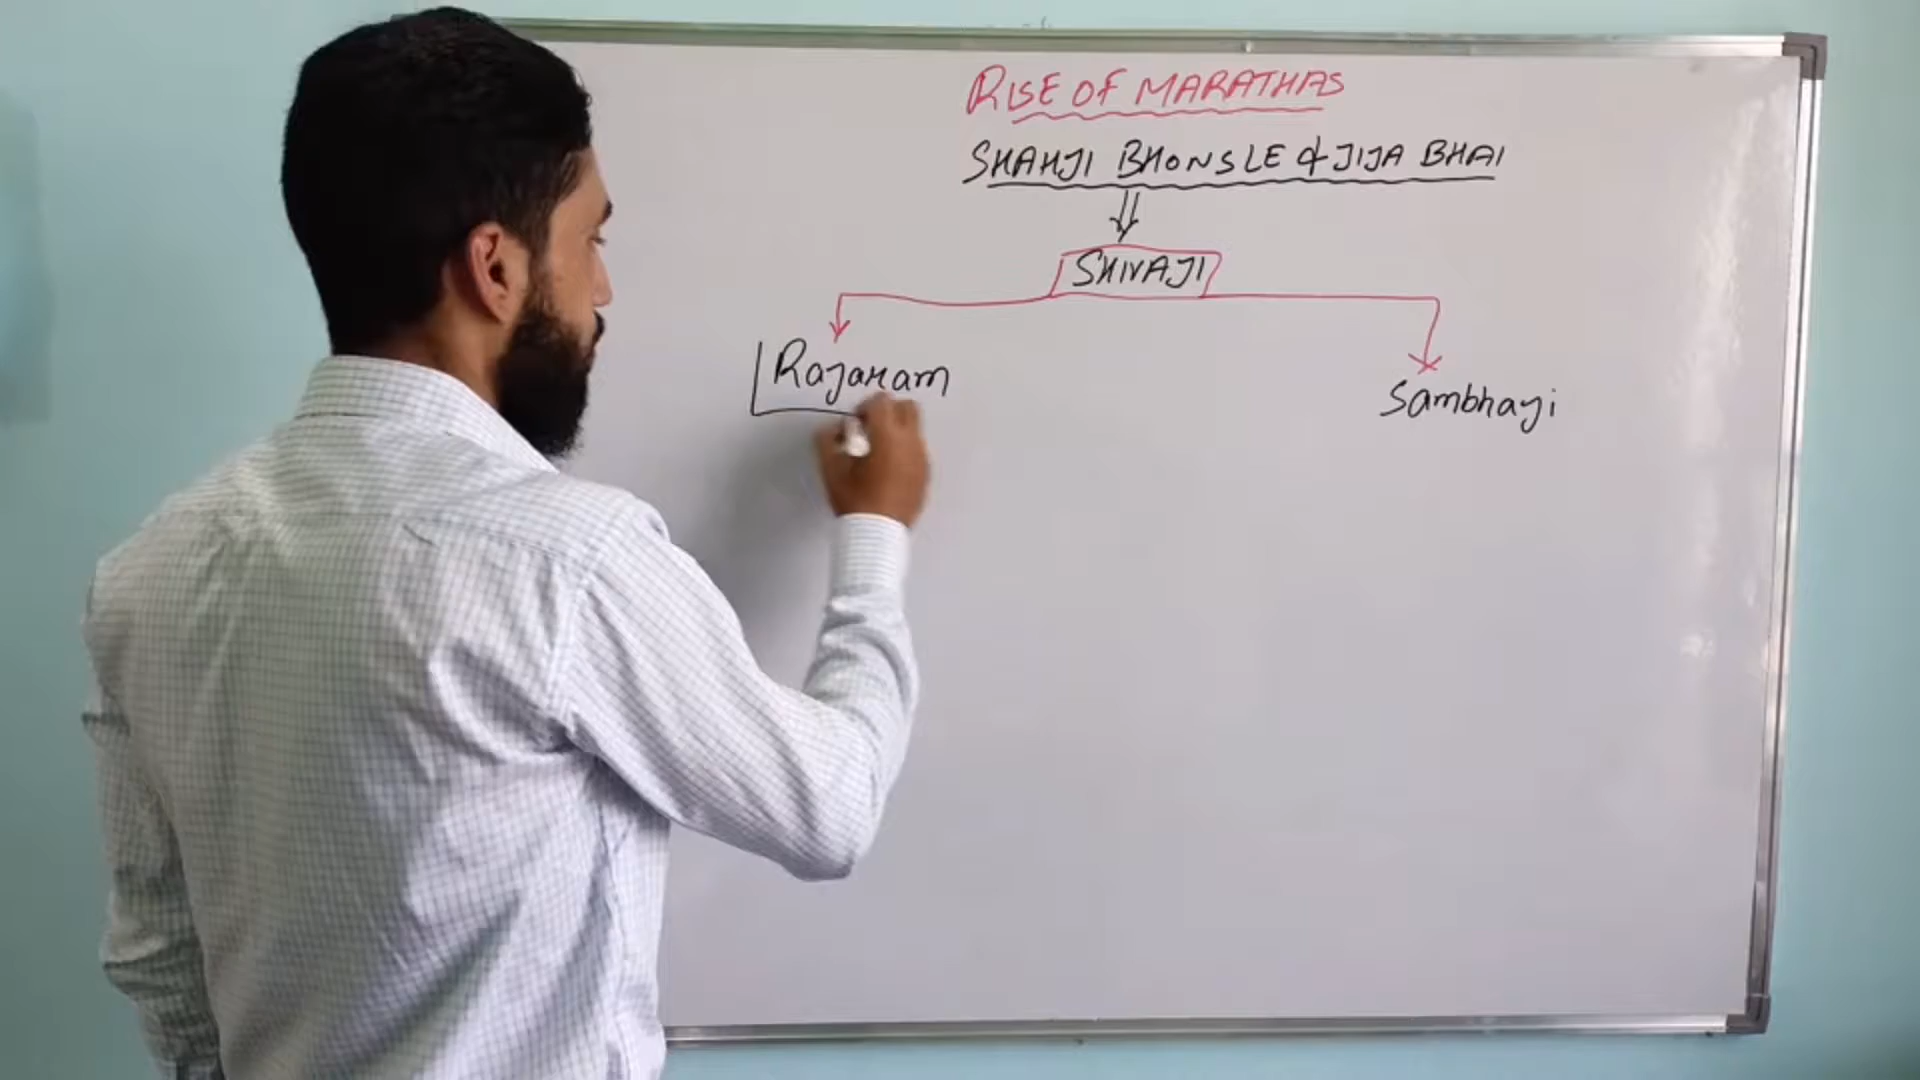 RISE OF MARATHAS
SHAHJI BHONSLE & JIJA BHAI
SHIVAJI
Rajaram
Sambhaji